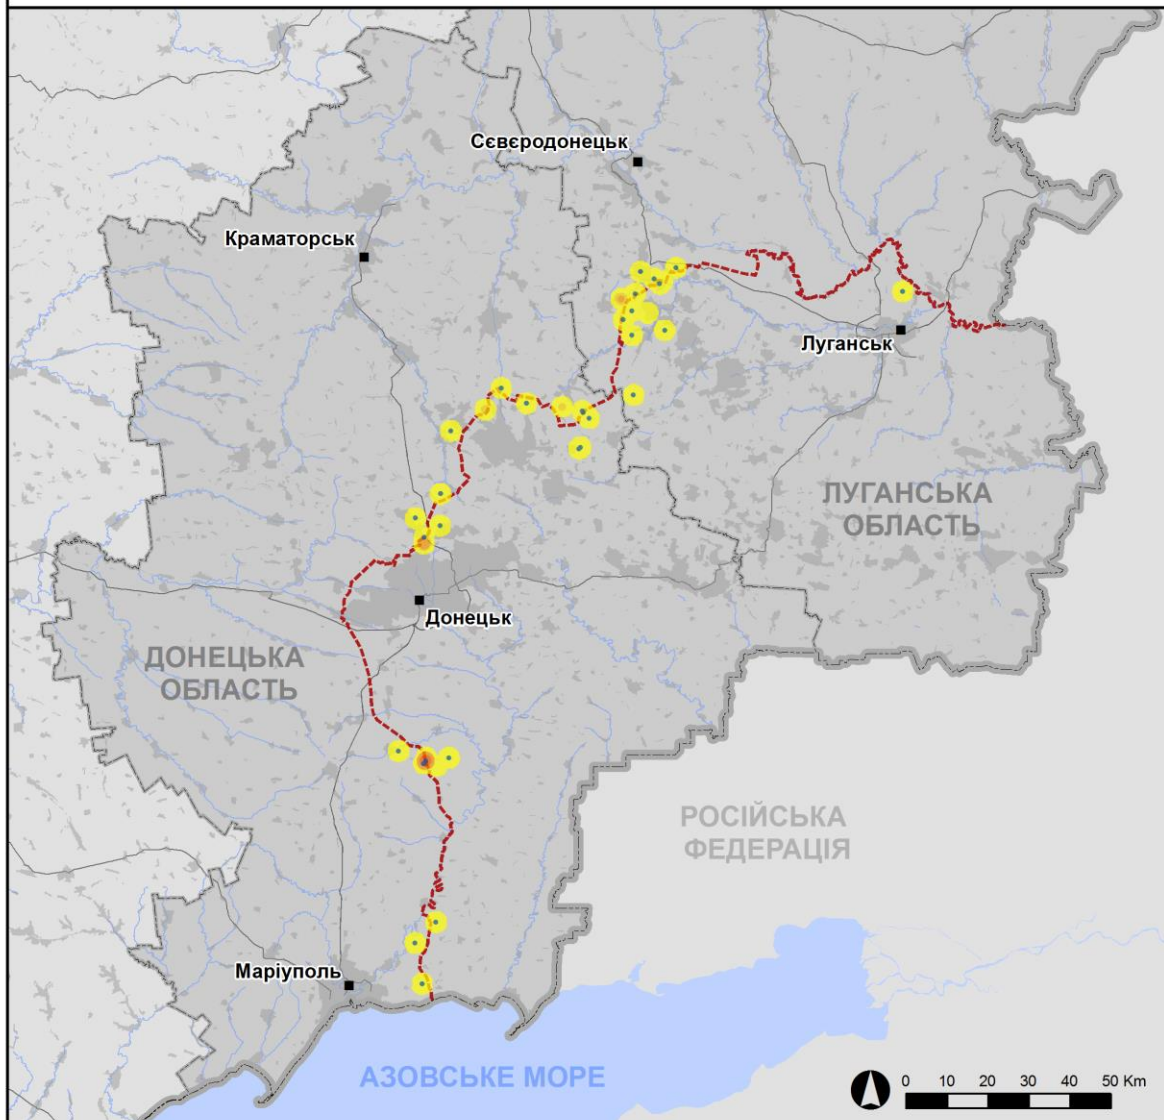 Сєвєродонецьк
Краматорськ
Луганськ
ЛУГАНСЬКА
ОБЛАСТЬ
Донецьк
ДОНЕЦЬКА
ОБЛАСТЬ
РОСІЙСЬКА
ФЕДЕРАЦІЯ
Маріуполь
АЗОВСЬКЕ МОРЕ
0 10 20 30 40 50 Km